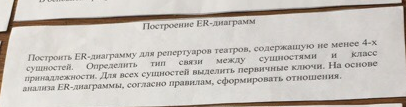 Построение ER-диаграмм
Построить ER-диаграмму для репертуаров театров, содержащую не менее 4-х
сущностей. Определить тип связи между сущностями и класс
принадлежности. Для всех сущностей выделить первичные ключи. На основе
анализа ER-диаграммы, согласно правилам, сформировать отношения.